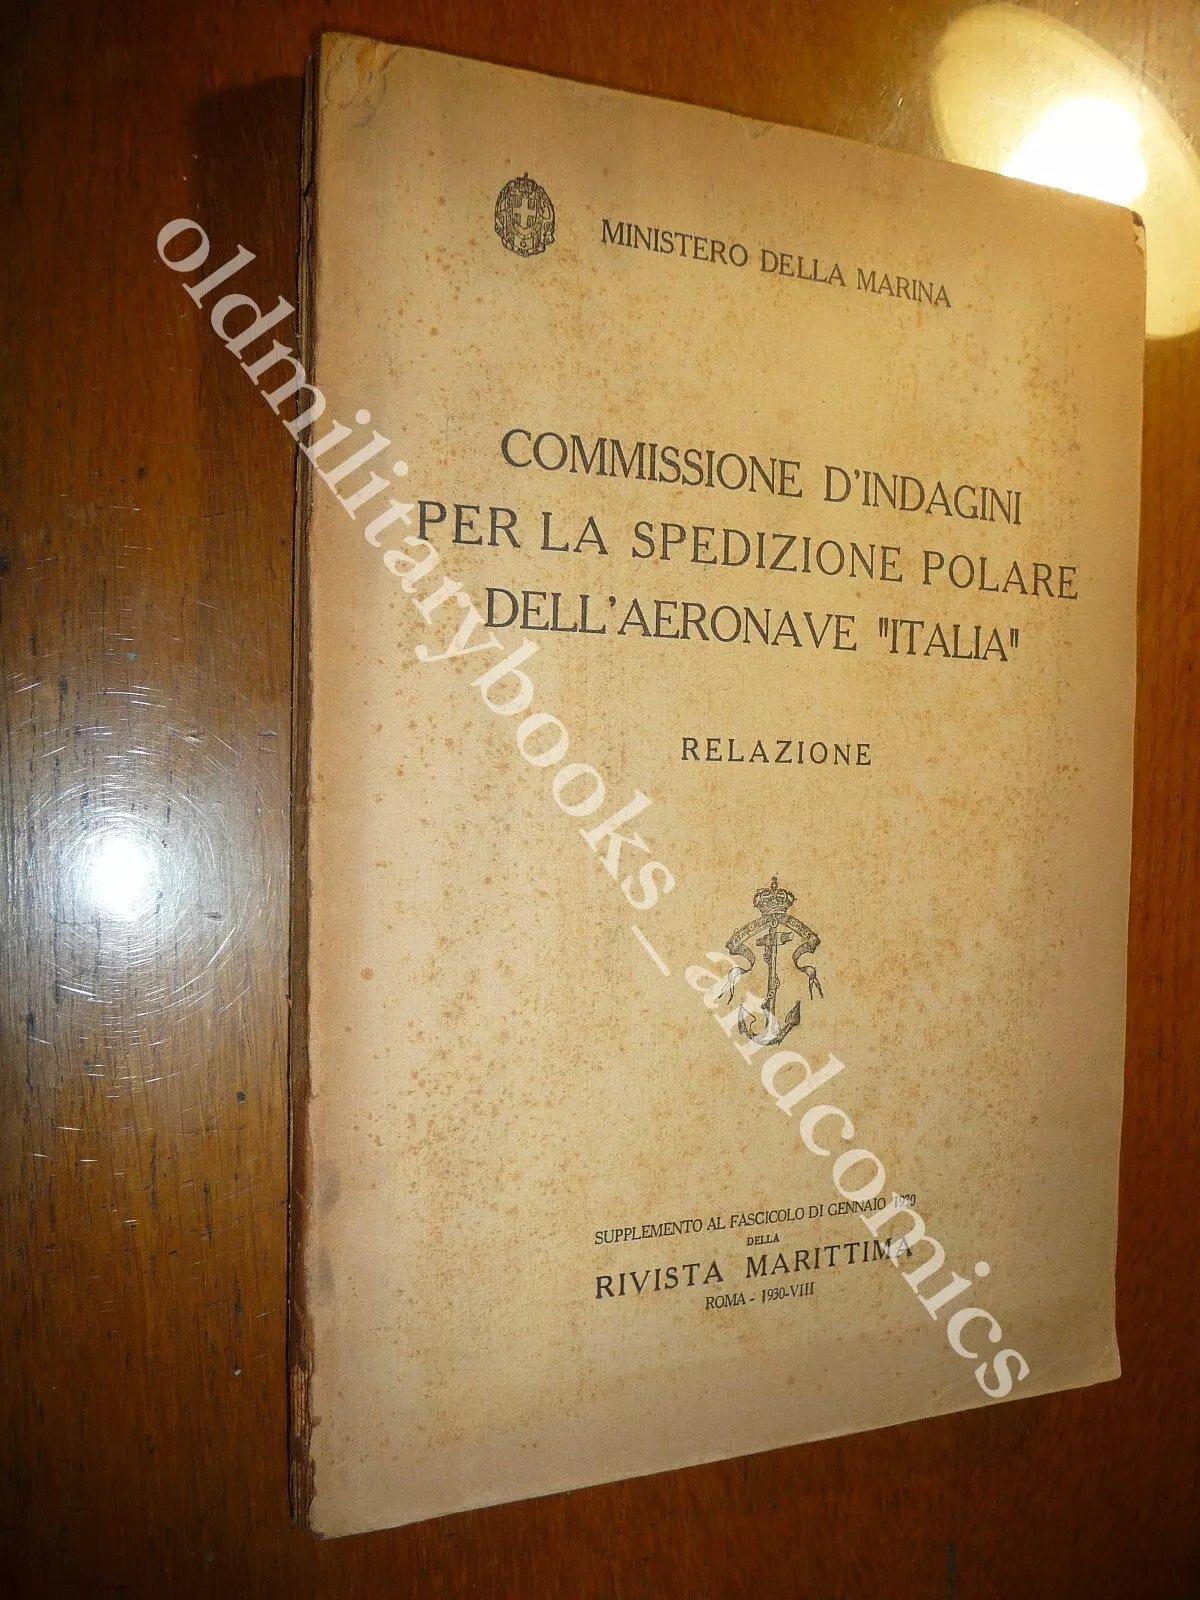 MINISTERO DELLA MARINA
COMMISSIONE D'INDAGINI
PER LA SPEDIZIONE POLARE
DELL'AERONAVE "ITALIA"
RELAZIONE
SUPPLEMENTO AL FASCICOLO DI GENNAIO 1930
DELLA
RIVISTA MARITTIMA
ROMA - 1930-VIII
oldmilitarybooks_andcomics